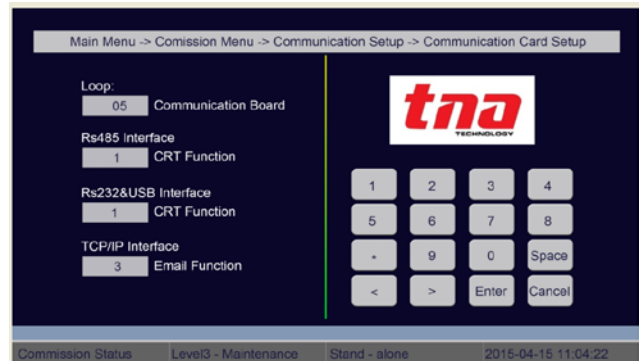 Main Menu -> Comission Menu -> Communication Setup -> Communication Card Setup
Loop:
05 Communication Board
Rs485 Interface
1 CRT Function
Rs232&USB Interface
1 CRT Function
TCP/IP Interface
3 Email Function
tna
TECHNOLOGY
1 2 3 4
5 6 7 8
* 9 0 Space
< > Enter Cancel
Commission Status Level3 - Maintenance Stand - alone 2015-04-15 11:04:22